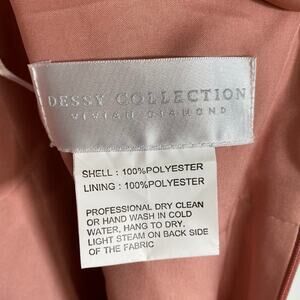 DESSY COLLECTION
VIVIAN DIAMOND
SHELL : 100%POLYESTER
LINING : 100%POLYESTER
PROFESSIONAL DRY CLEAN
OR HAND WASH IN COLD
WATER, HANG TO DRY.
LIGHT STEAM ON BACK SIDE
OF THE FABRIC